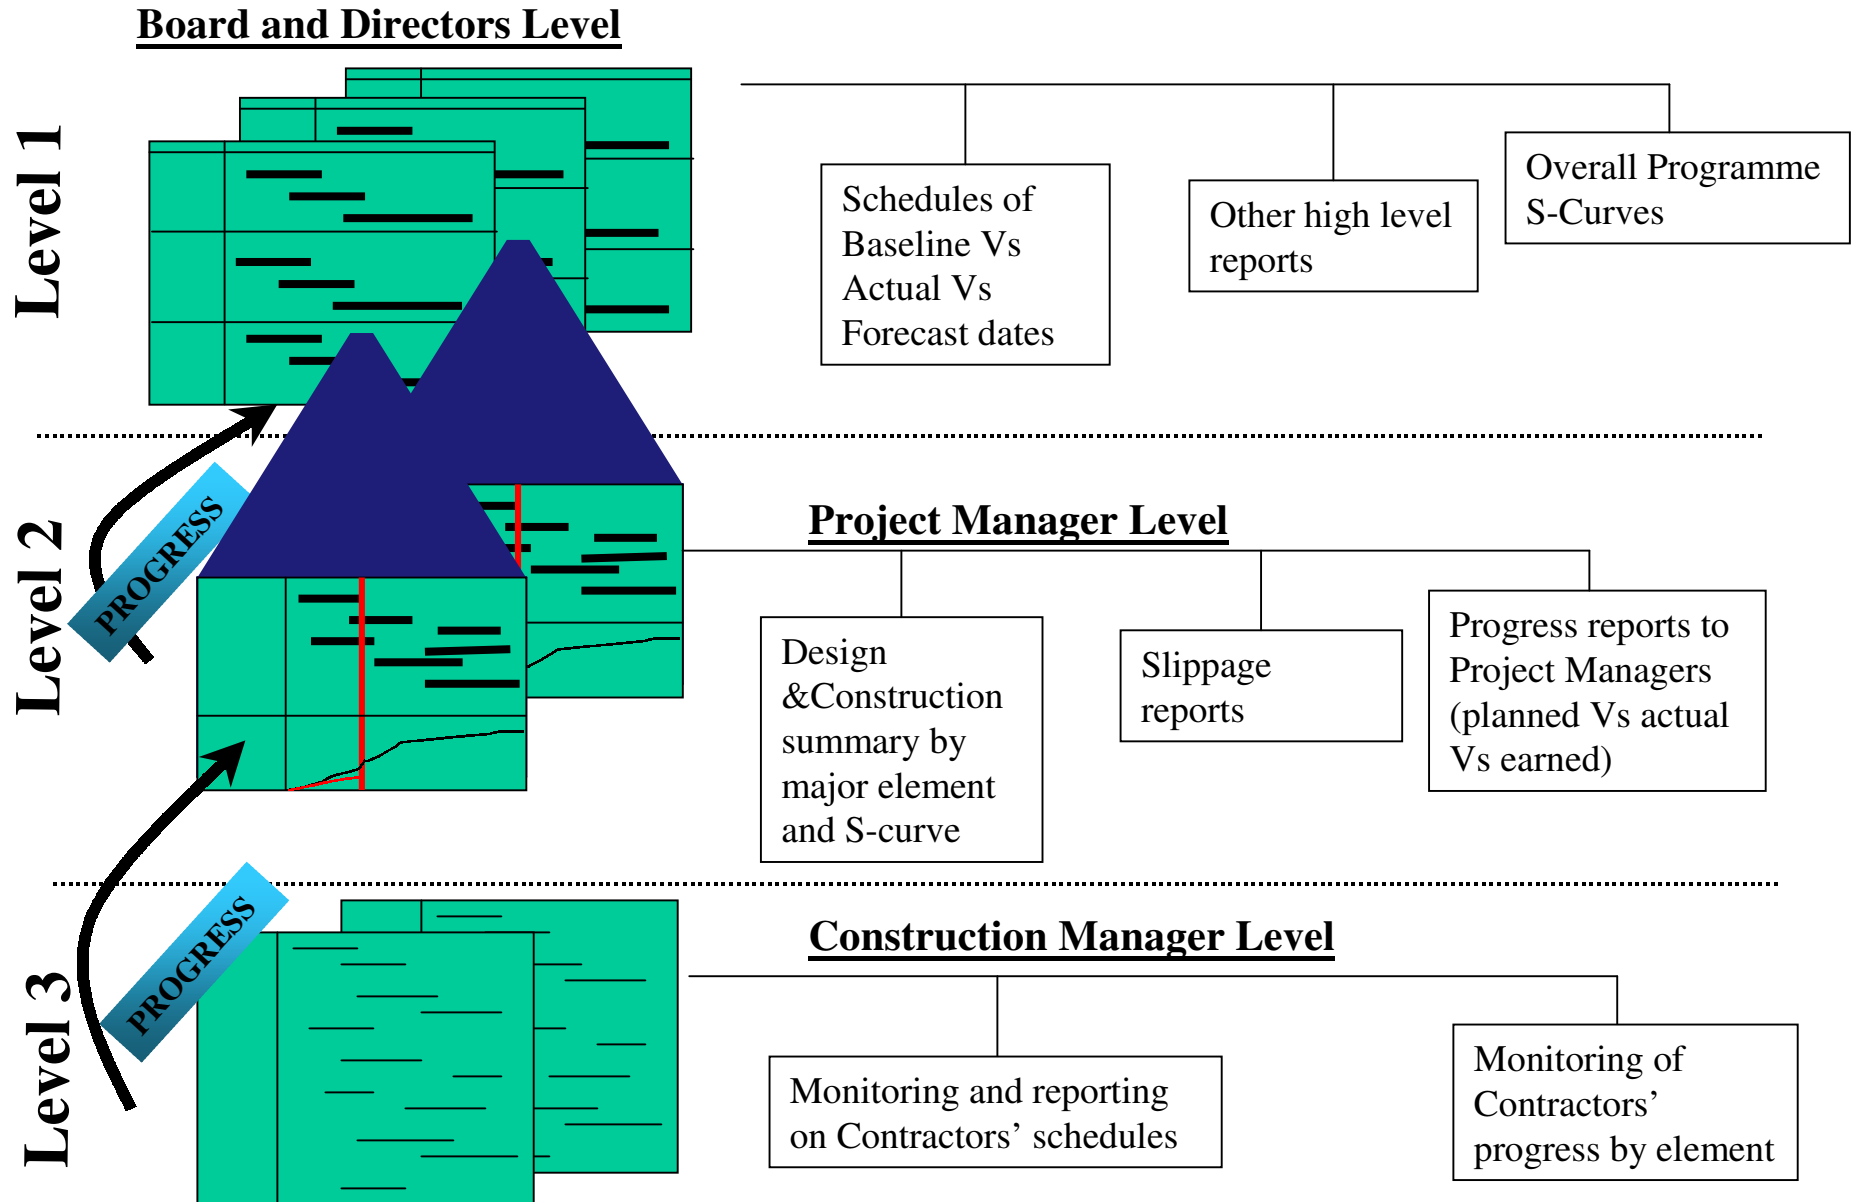 Board and Directors Level
Level 1
Schedules of
Baseline Vs
Actual Vs
Forecast dates
Other high level
reports
Overall Programme
S-Curves
PROGRESS
Level 2
Project Manager Level
Design
&Construction
summary by
major element
and S-curve
Slippage
reports
Progress reports to
Project Managers
(planned Vs actual
Vs earned)
PROGRESS
Level 3
Construction Manager Level
Monitoring and reporting
on Contractors’ schedules
Monitoring of
Contractors’
progress by element